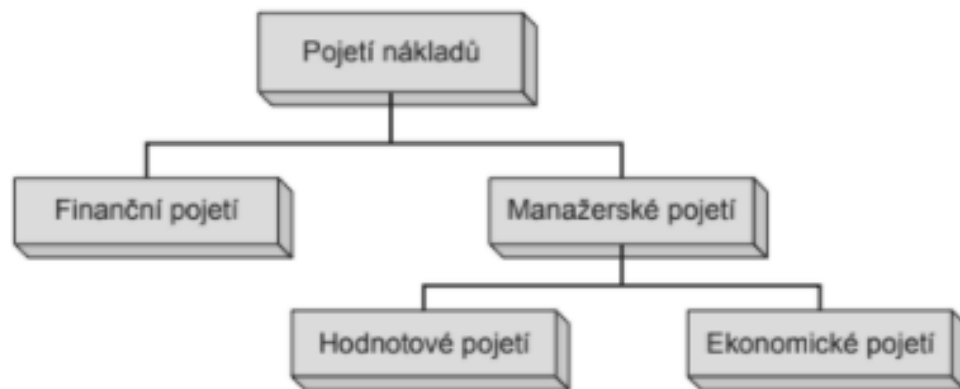 Pojetí nákladů
Finanční pojetí
Manažerské pojetí
Hodnotové pojetí
Ekonomické pojetí